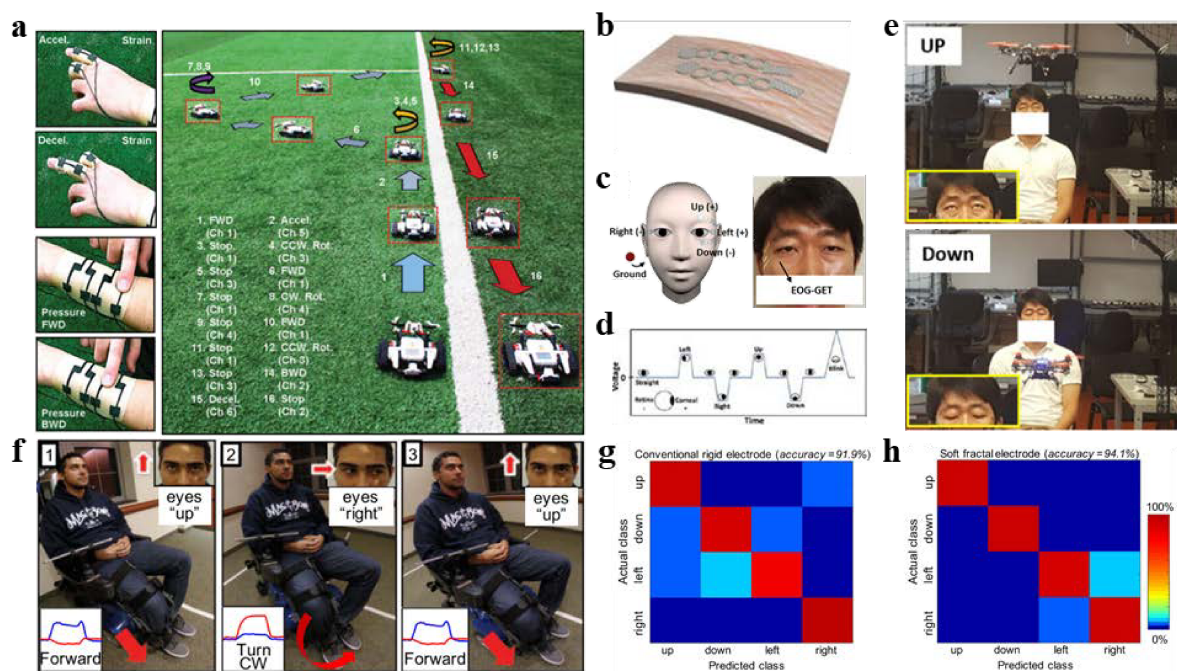 a
Accel.
Strain
Decel.
Strain
Pressure
FWD
Pressure
BWD
7,8,9
10
11,12,13
14
3,4,5
6
15
2
1
16
1. FWD
(Ch 1)
2. Accel.
(Ch 5)
3. Stop.
(Ch 1)
4. CCW. Rot.
(Ch 3)
5. Stop
(Ch 3)
6. FWD
(Ch 1)
7. Stop
(Ch 1)
8. CW. Rot.
(Ch 4)
9. Stop
(Ch 4)
10. FWD
(Ch 1)
11. Stop
(Ch 1)
12. CCW. Rot.
(Ch 3)
13. Stop
(Ch 3)
14. BWD
(Ch 2)
15. Decel.
(Ch 6)
16. Stop
(Ch 2)
b
c
Up (+)
Right (-)
Left (+)
Down (-)
Ground
EOG-GET
d
Voltage
0
Straight
Left
Right
Up
Down
Blink
Retina
-
Corneal
+
Time
e
UP
Down
f
1
eyes
"up"
Forward
2
eyes
"right"
Turn
CW
3
eyes
"up"
Forward
g
Conventional rigid electrode (accuracy = 91.9%)
Actual class
up
down
left
right
up down left right
Predicted class
h
Soft fractal electrode (accuracy = 94.1%)
Actual class
up
down
left
right
up down left right
Predicted class
100%
0%